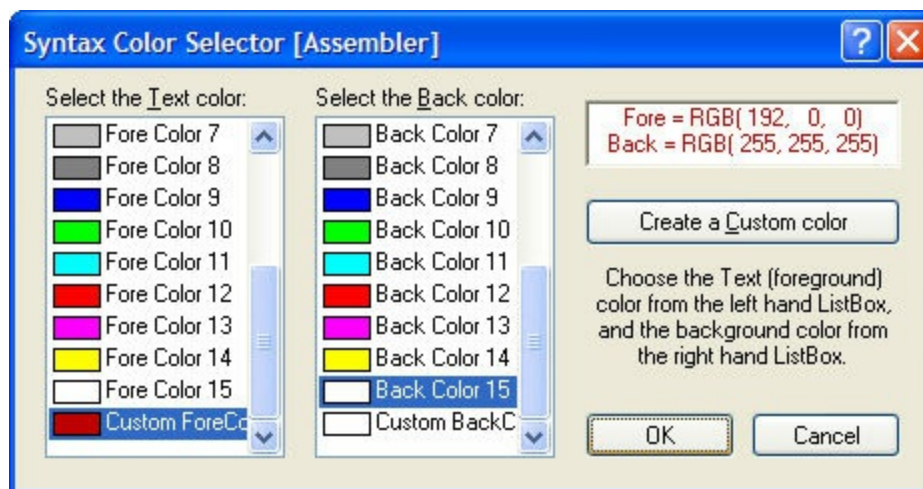 Syntax Color Selector [Assembler]
Select the Text color:
Fore Color 7
Fore Color 8
Fore Color 9
Fore Color 10
Fore Color 11
Fore Color 12
Fore Color 13
Fore Color 14
Fore Color 15
Custom ForeCo
Select the Back color:
Back Color 7
Back Color 8
Back Color 9
Back Color 10
Back Color 11
Back Color 12
Back Color 13
Back Color 14
Back Color 15
Custom BackC
Fore = RGB( 192, 0, 0)
Back = RGB( 255, 255, 255)
Create a Custom color
Choose the Text (foreground)
color from the left hand ListBox,
and the background color from
the right hand ListBox.
OK
Cancel